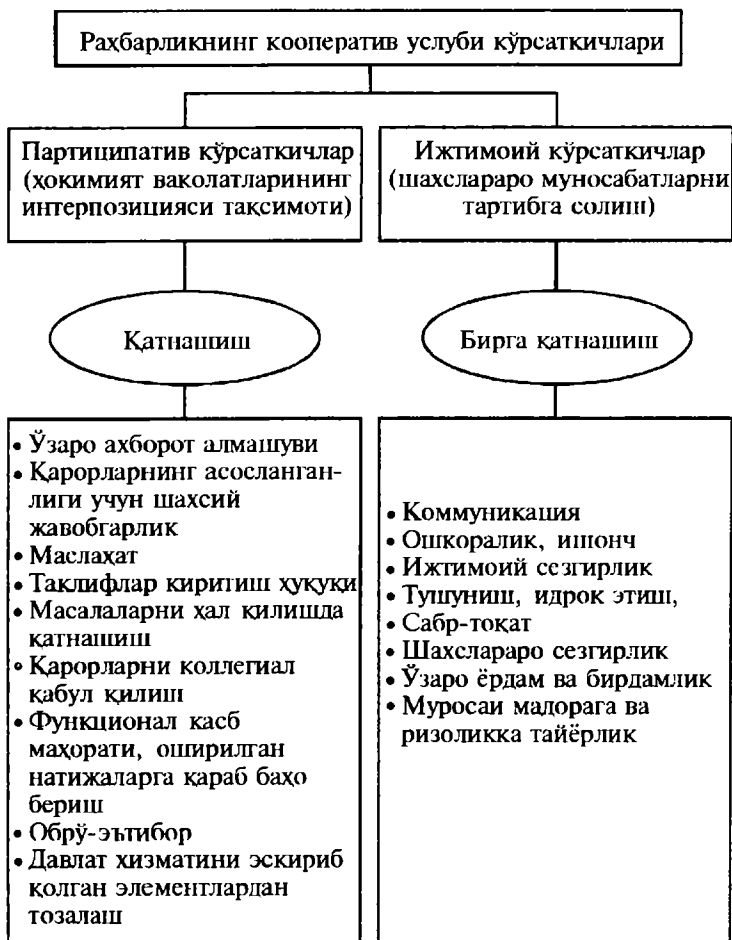 Раҳбарликнинг кооператив услуби кўрсаткичлари
Партиципатив кўрсаткичлар
(ҳокимият ваколатларининг
интерпозицияси тақсимоти)
Қатнашиш
• Ўзаро ахборот алмашуви
• Қарорларнинг асосланган-
лиги учун шахсий
жавобгарлик
• Маслаҳат
• Таклифлар киритиш ҳуқуқи
• Масалаларни ҳал қилишда
қатнашиш
• Қарорларни коллегиал
қабул қилиш
• Функционал касб
маҳорати, оширилган
натижаларга қараб баҳо
бериш
• Обрў-эътибор
• Давлат хизматини эскириб
қолган элементлардан
тозалаш
Ижтимоий кўрсаткичлар
(шахслараро муносабатларни
тартибга солиш)
Бирга қатнашиш
• Коммуникация
• Ошкоралик, ишонч
• Ижтимоий сезгирлик
• Тушуниш, идрок этиш,
• Сабр-тоқат
• Шахслараро сезгирлик
• Ўзаро ёрдам ва бирдамлик
• Муросаи мадорага ва
ризоликка тайёрлик